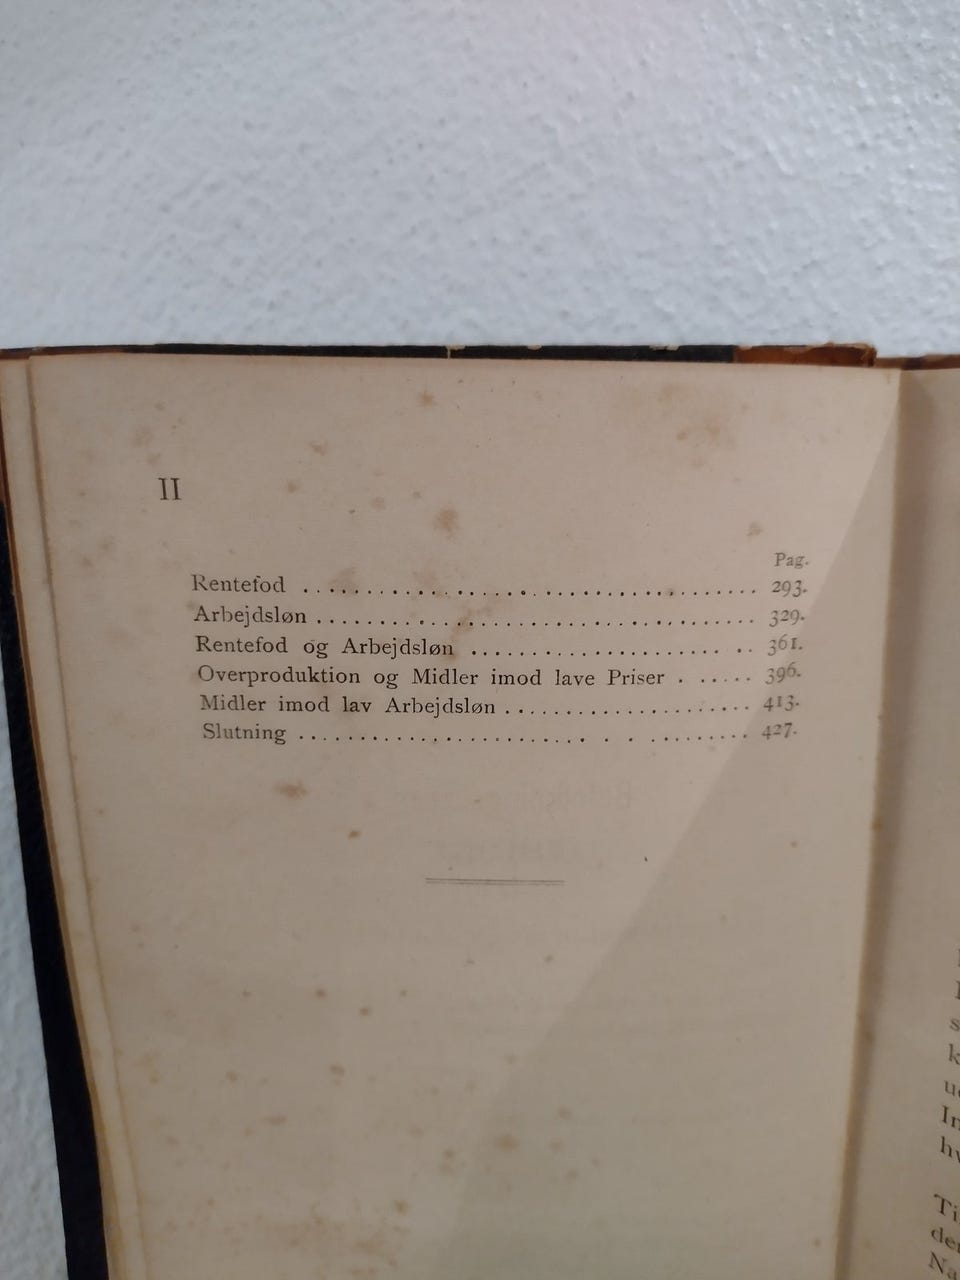 II
Pag.
Rentefod ........................................ 293.
Arbejdsløn ........................................ 329.
Rentefod og Arbejdsløn ........................ 361.
Overproduktion og Midler imod lave Priser . ..... 396.
Midler imod lav Arbejdsløn ..................... 413.
Slutning ........................ . . ......... 427.